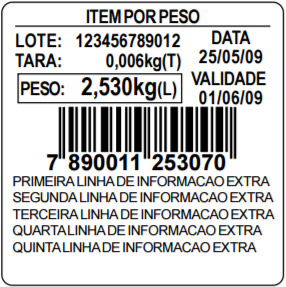 ITEM POR PESO
LOTE: 123456789012 DATA
TARA: 0,006kg(T) 25/05/09
PESO: 2,530kg(L) VALIDADE
01/06/09
7 890011 253070
PRIMEIRA LINHA DE INFORMACAO EXTRA
SEGUNDA LINHA DE INFORMACAO EXTRA
TERCEIRA LINHA DE INFORMACAO EXTRA
QUARTA LINHA DE INFORMACAO EXTRA
QUINTA LINHA DE INFORMACAO EXTRA